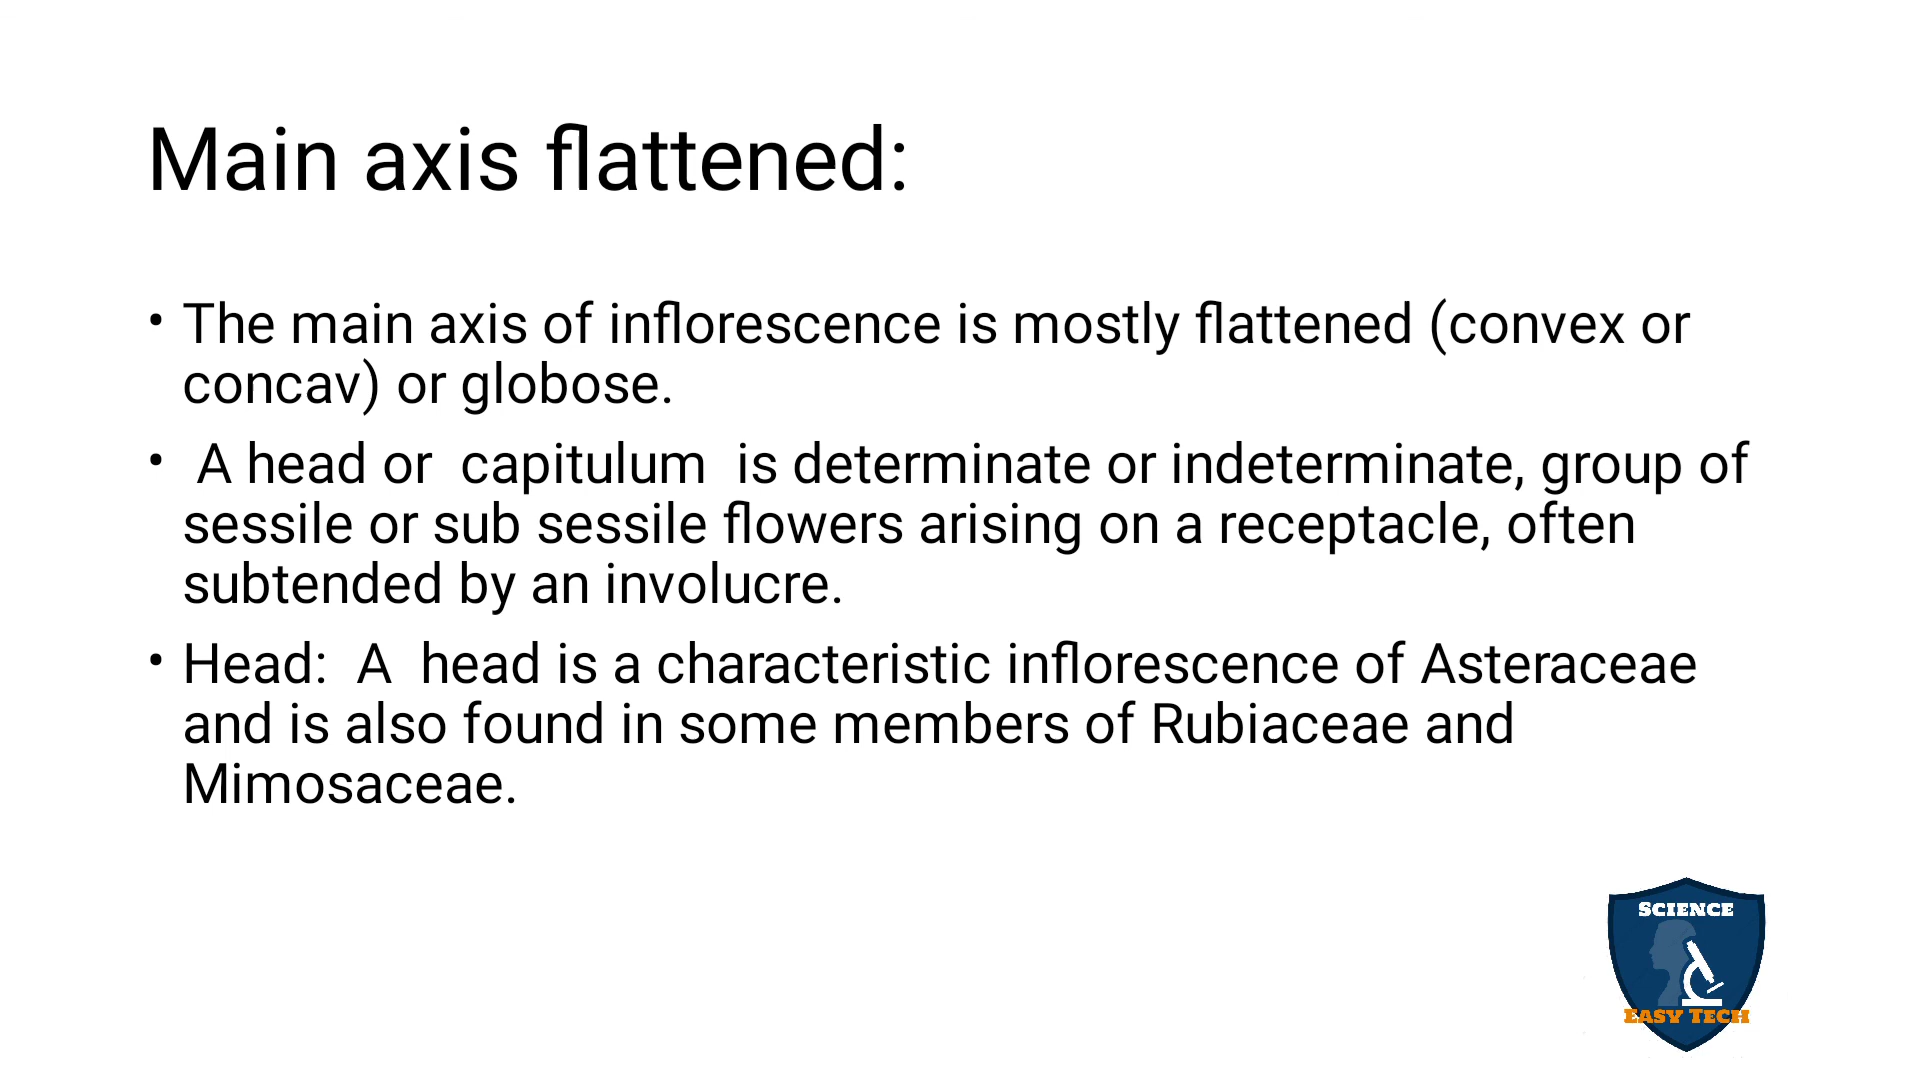 Main axis flattened:
• The main axis of inflorescence is mostly flattened (convex or
concav) or globose.
• A head or capitulum is determinate or indeterminate, group of
sessile or sub sessile flowers arising on a receptacle, often
subtended by an involucre.
• Head: A head is a characteristic inflorescence of Asteraceae
and is also found in some members of Rubiaceae and
Mimosaceae.
SCIENCE
EASY TECH